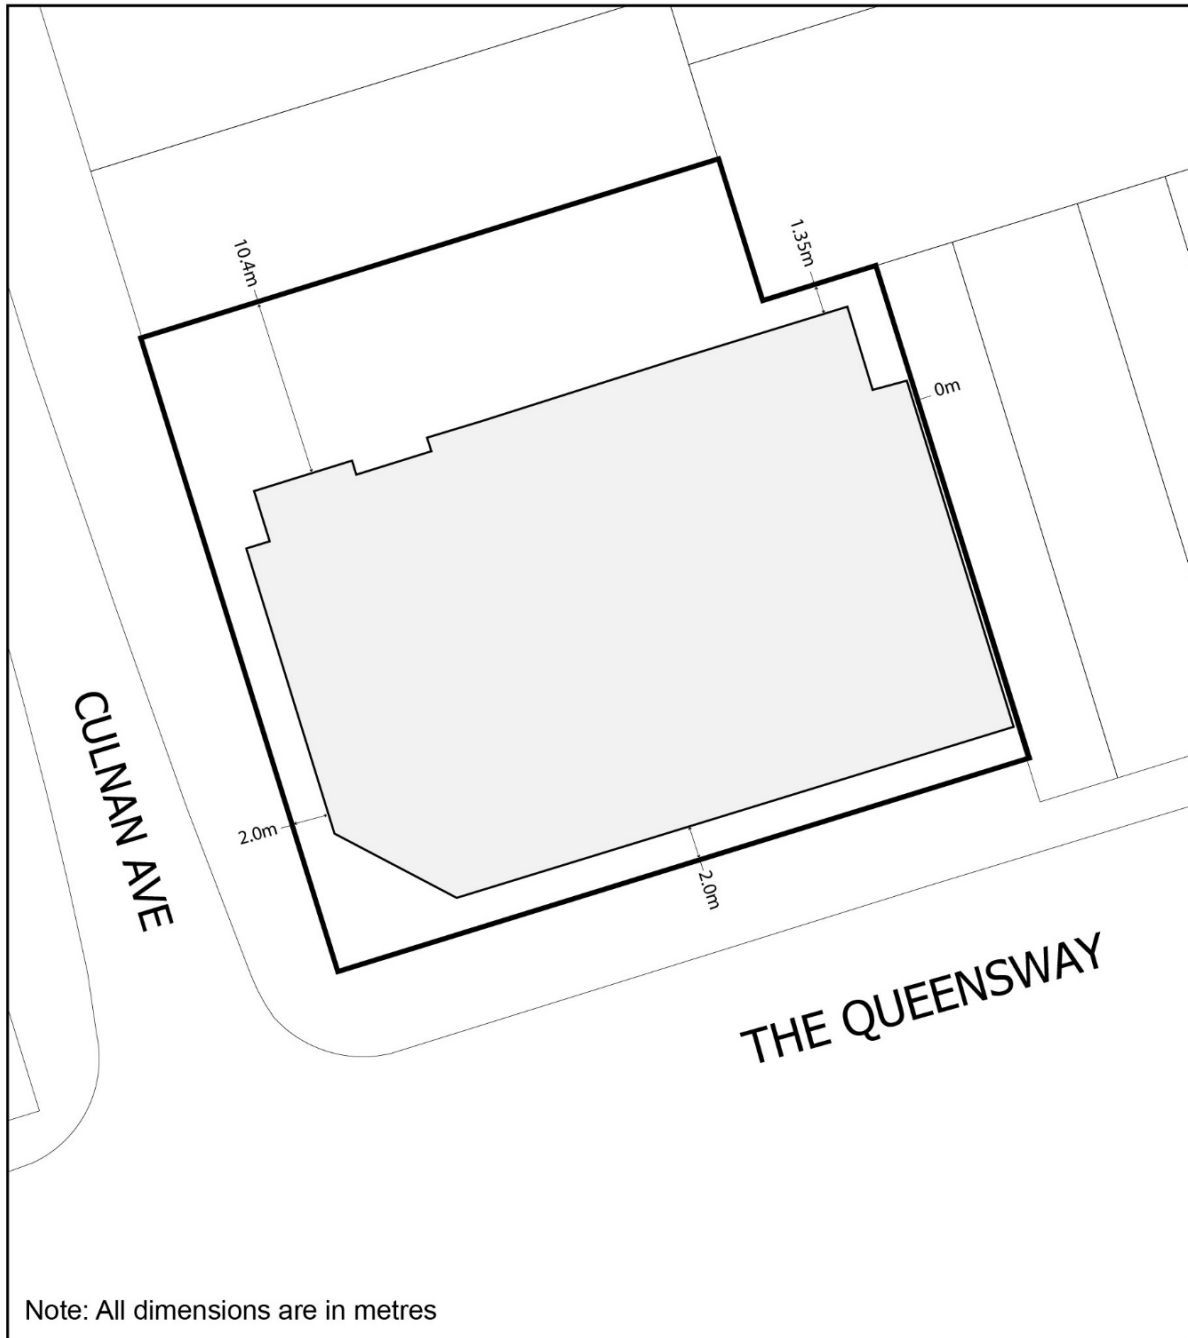 10.4m
1.35m
0m
CULNAN AVE
2.0m
2.0m
THE QUEENSWAY
Note: All dimensions are in metres